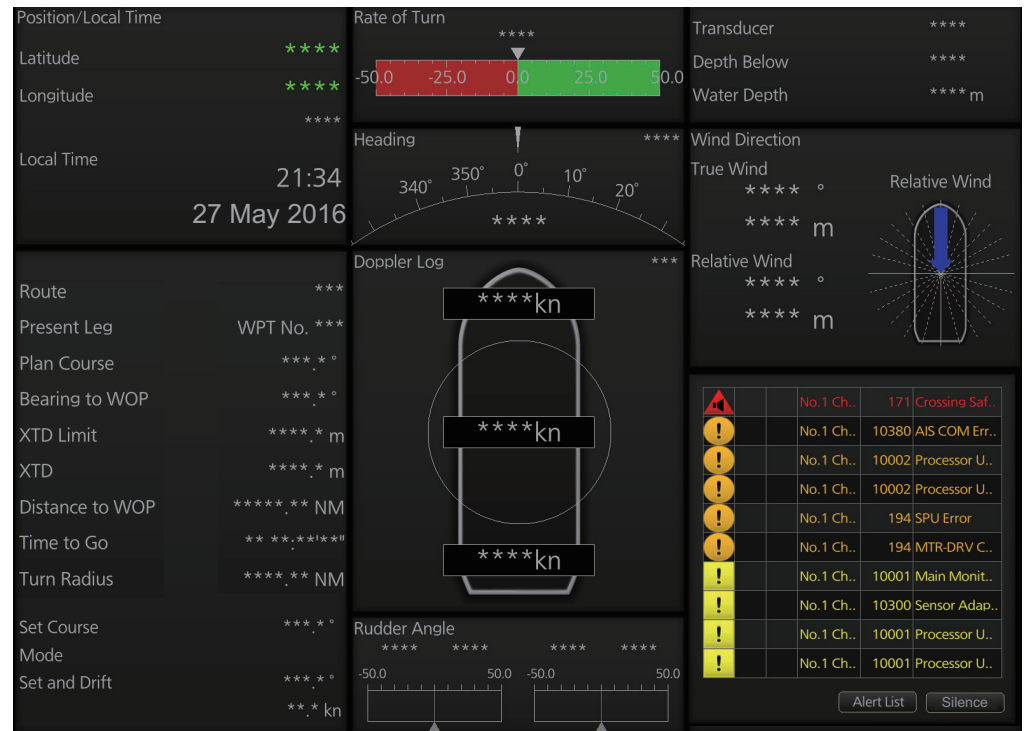 Position/Local Time
Latitude ****
Longitude ****
****
Local Time
21:34
27 May 2016
Route ***
Present Leg WPT No. ***
Plan Course ***.* °
Bearing to WOP ***.* °
XTD Limit ****.* m
XTD ****.* m
Distance to WOP *****.** NM
Time to Go ** **:**'**"
Turn Radius ****.** NM
Set Course ***.* °
Mode
Set and Drift ***.* °
**.* kn
Rate of Turn
****
-50.0 -25.0 0.0 25.0 50.0
Heading ****
340° 350° 0° 10° 20°
****
Doppler Log ***
****kn
****kn
****kn
Rudder Angle
**** **** **** ****
-50.0 50.0 -50.0 50.0
Transducer ****
Depth Below ****
Water Depth **** m
Wind Direction
True Wind
**** °
**** m
Relative Wind
**** °
**** m
Relative Wind
No.1 Ch.. 171 Crossing Saf..
! No.1 Ch.. 10380 AIS COM Err..
! No.1 Ch.. 10002 Processor U..
! No.1 Ch.. 10002 Processor U..
! No.1 Ch.. 194 SPU Error
! No.1 Ch.. 194 MTR-DRV C..
! No.1 Ch.. 10001 Main Monit..
! No.1 Ch.. 10300 Sensor Adap..
! No.1 Ch.. 10001 Processor U..
! No.1 Ch.. 10001 Processor U..
Alert List Silence